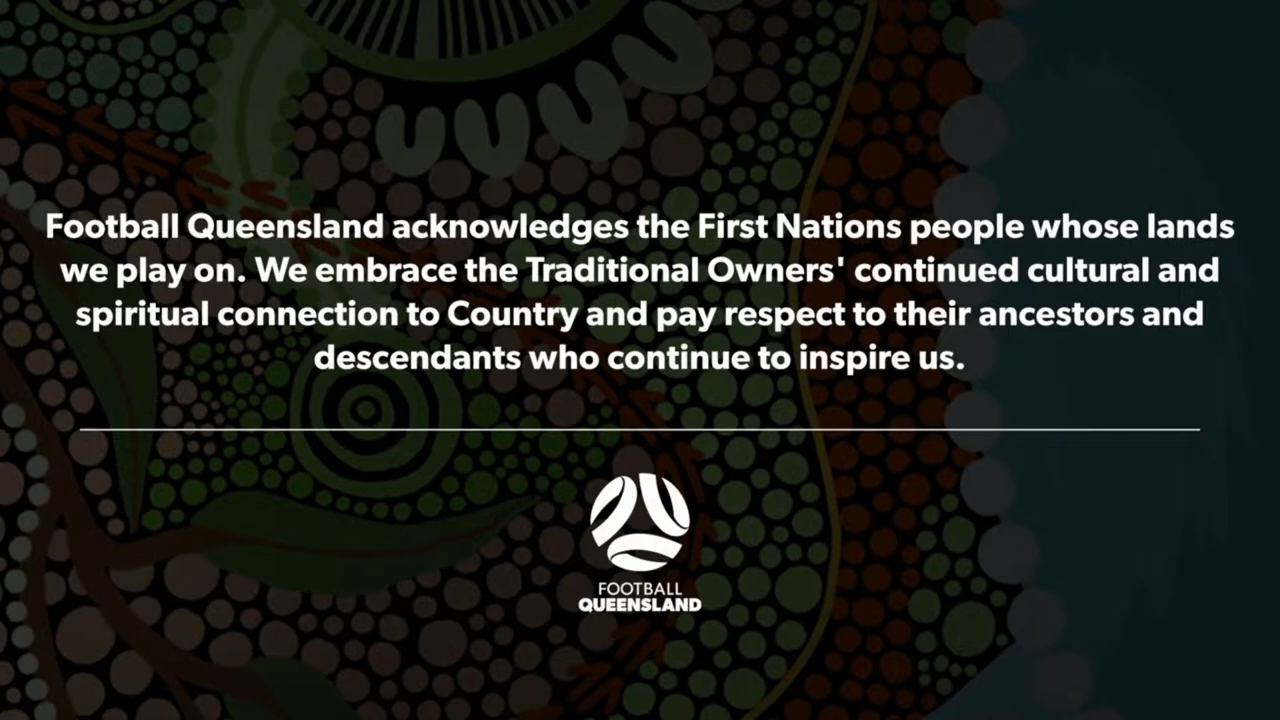 Football Queensland acknowledges the First Nations people whose lands
we play on. We embrace the Traditional Owners' continued cultural and
spiritual connection to Country and pay respect to their ancestors and
descendants who continue to inspire us.
FOOTBALL
QUEENSLAND